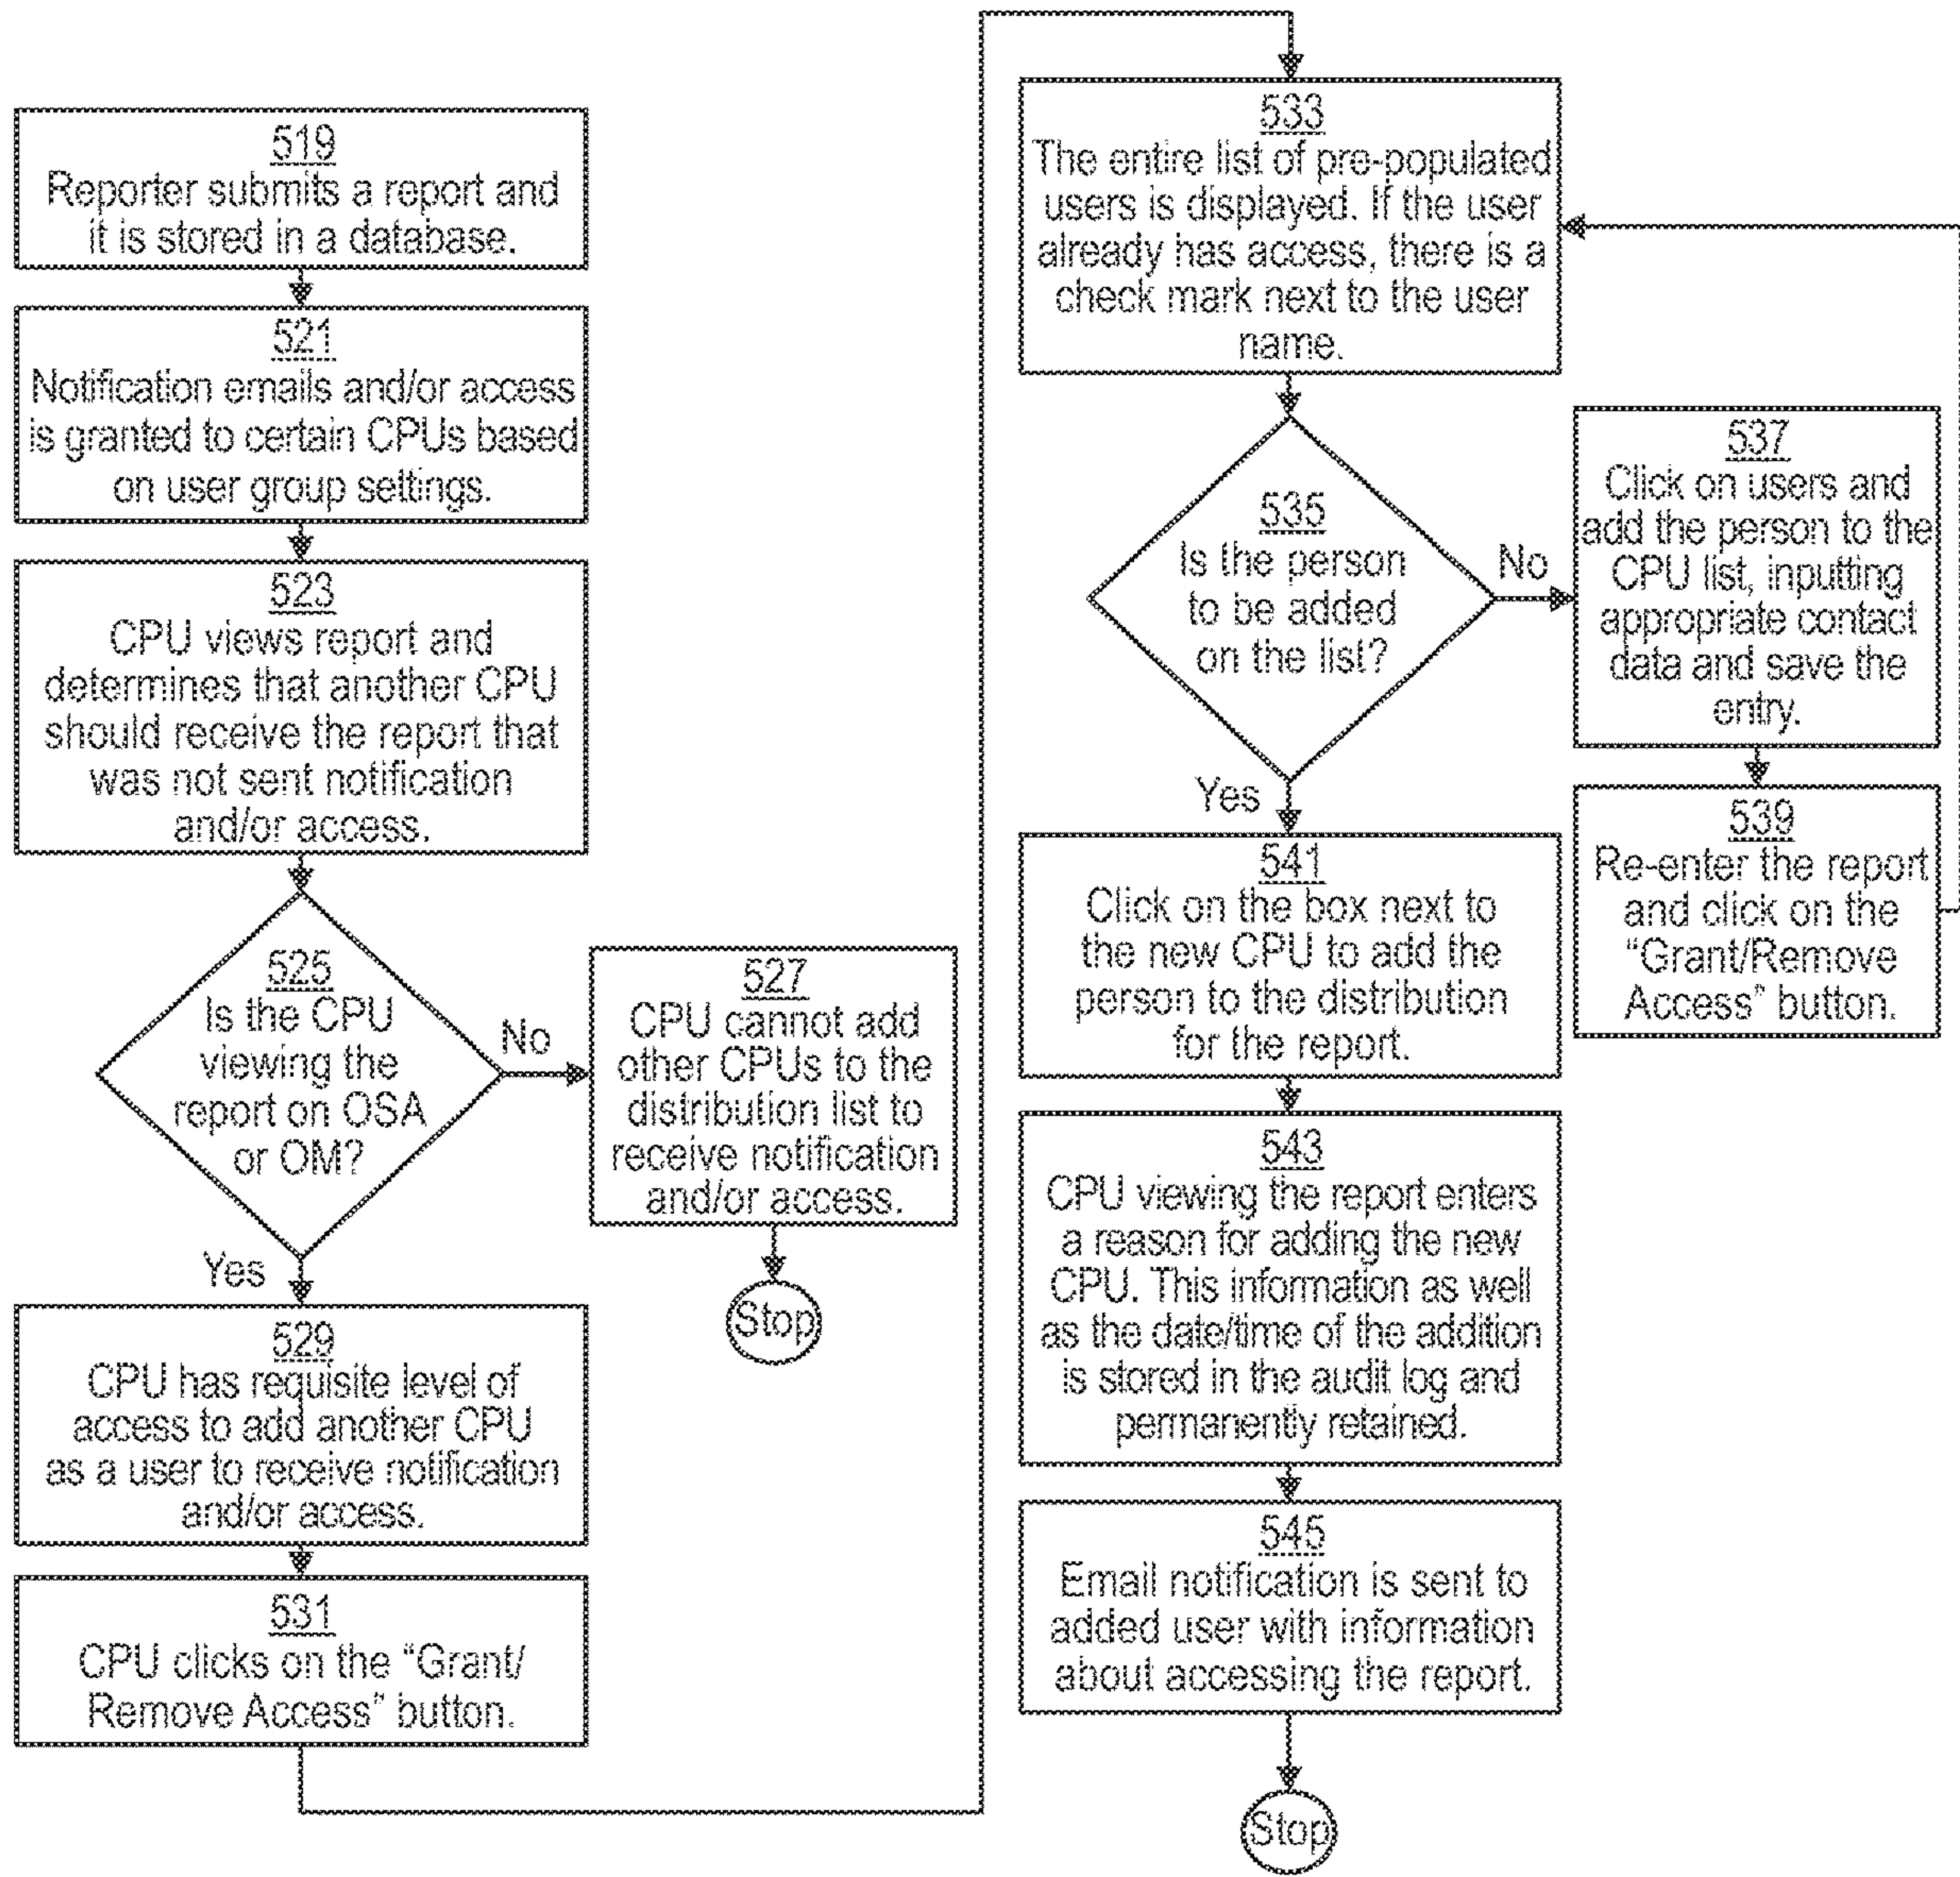 519
Reporter submits a report and
it is stored in a database.
521
Notification emails and/or access
is granted to certain CPUs based
on user group settings.
523
CPU views report and
determines that another CPU
should receive the report that
was not sent notification
and/or access.
525
Is the CPU
viewing the
report on OSA
or OM?
No
527
CPU cannot add
other CPUs to the
distribution list to
receive notification
and/or access.
Stop
Yes
529
CPU has requisite level of
access to add another CPU
as a user to receive notification
and/or access.
531
CPU clicks on the “Grant/
Remove Access” button.
533
The entire list of pre-populated
users is displayed. If the user
already has access, there is a
check mark next to the user
name.
535
Is the person
to be added
on the list?
No
537
Click on users and
add the person to the
CPU list, inputting
appropriate contact
data and save the
entry.
539
Re-enter the report
and click on the
“Grant/Remove
Access” button.
Yes
541
Click on the box next to
the new CPU to add the
person to the distribution
for the report.
543
CPU viewing the report enters
a reason for adding the new
CPU. This information as well
as the date/time of the addition
is stored in the audit log and
permanently retained.
545
Email notification is sent to
added user with information
about accessing the report.
Stop